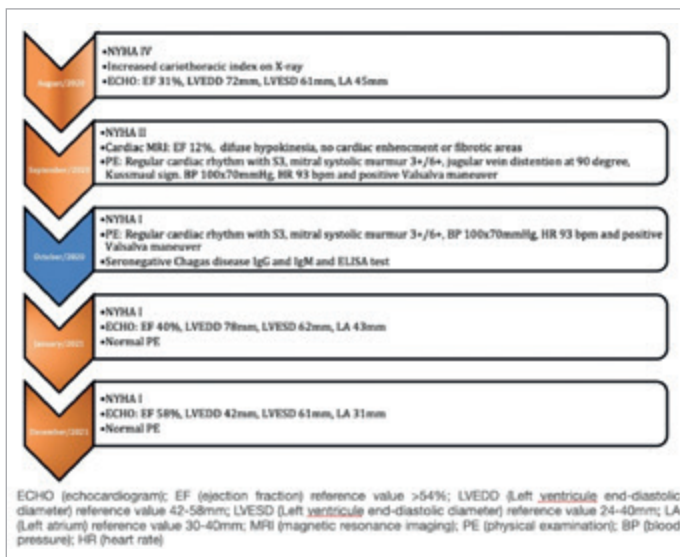 August/2020
•NYHA IV
•Increased cariothoracic index on X-ray
•ECHO: EF 31%, LVEDD 72mm, LVESD 61mm, LA 45mm
September/2020
•NYHA II
•Cardiac MRI: EF 12%, difuse hypokinesia, no cardiac enhencment or fibrotic areas
•PE: Regular cardiac rhythm with S3, mitral systolic murmur 3+/6+, jugular vein distention at 90 degree,
Kussmaul sign. BP 100x70mmHg, HR 93 bpm and positive Valsalva maneuver
October/2020
•NYHA I
•PE: Regular cardiac rhythm with S3, mitral systolic murmur 3+/6+, BP 100x70mmHg, HR 93 bpm and positive
Valsalva maneuver
•Seronegative Chagas disease IgG and IgM and ELISA test
January/2021
•NYHA I
•ECHO: EF 40%, LVEDD 78mm, LVESD 62mm, LA 43mm
•Normal PE
December/2021
•NYHA I
•ECHO: EF 58%, LVEDD 42mm, LVESD 61mm, LA 31mm
•Normal PE
ECHO (echocardiogram); EF (ejection fraction) reference value >54%; LVEDD (Left ventricule end-diastolic
diameter) reference value 42-58mm; LVESD (Left ventricule end-diastolic diameter) reference value 24-40mm; LA
(Left atrium) reference value 30-40mm; MRI (magnetic resonance imaging); PE (physical examination); BP (blood
pressure); HR (heart rate)